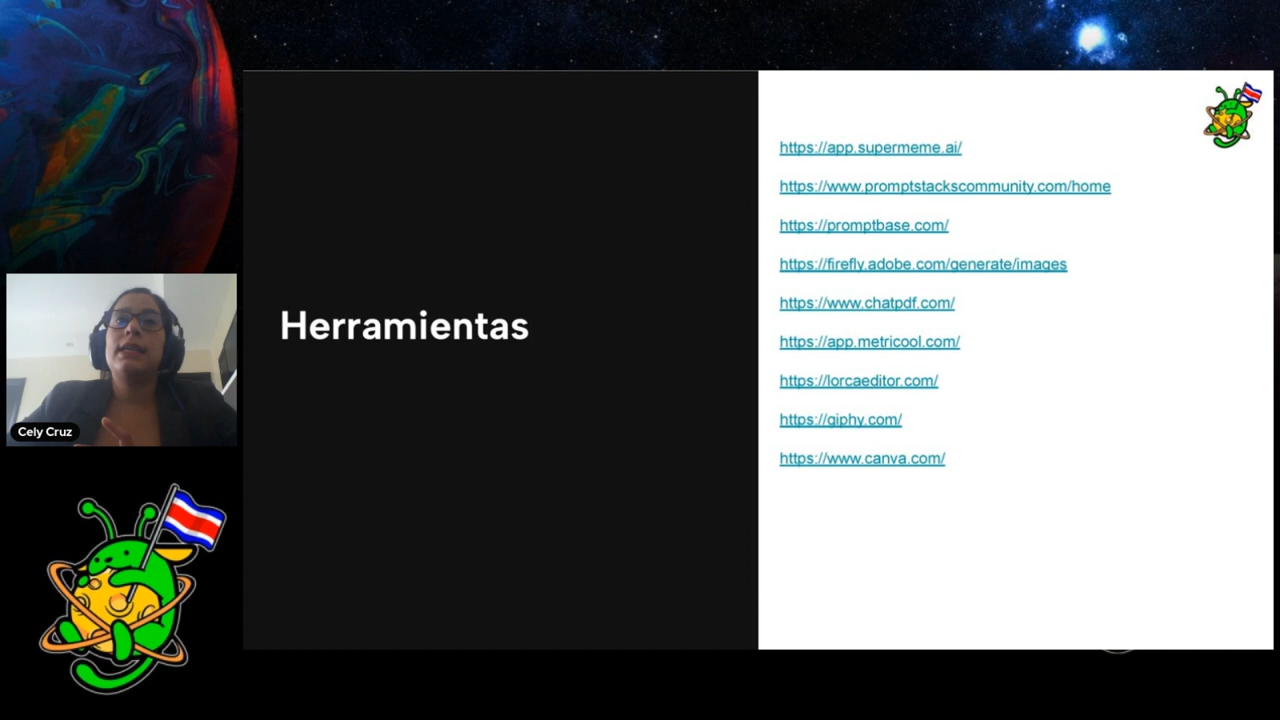 Herramientas
https://app.supermeme.ai/
https://www.promptstackscommunity.com/home
https://promptbase.com/
https://firefly.adobe.com/generate/images
https://www.chatpdf.com/
https://app.metricool.com/
https://lorcaeditor.com/
https://giphy.com/
https://www.canva.com/
Cely Cruz